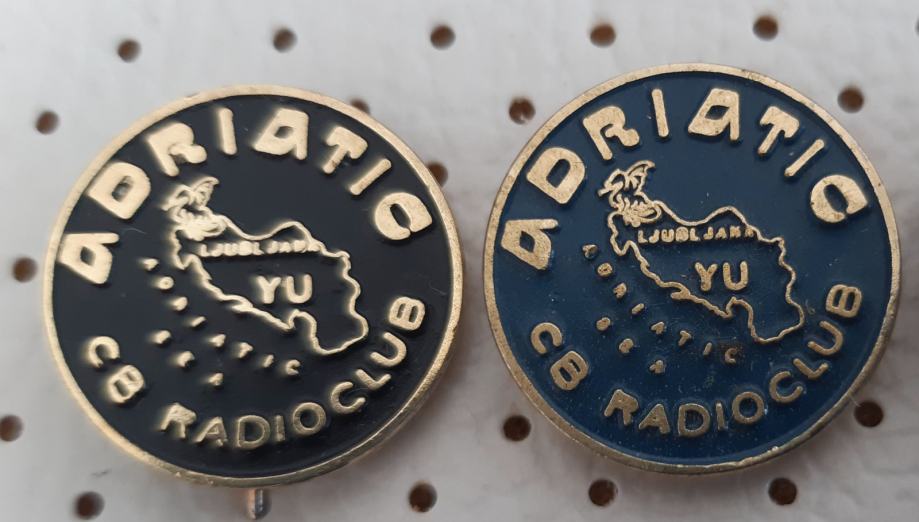 ADRIATIC
LJUBLJANA
YU
ADRIATIC
SEA
CB RADIOCLUB
ADRIATIC
LJUBLJANA
YU
ADRIATIC
SEA
CB RADIOCLUB